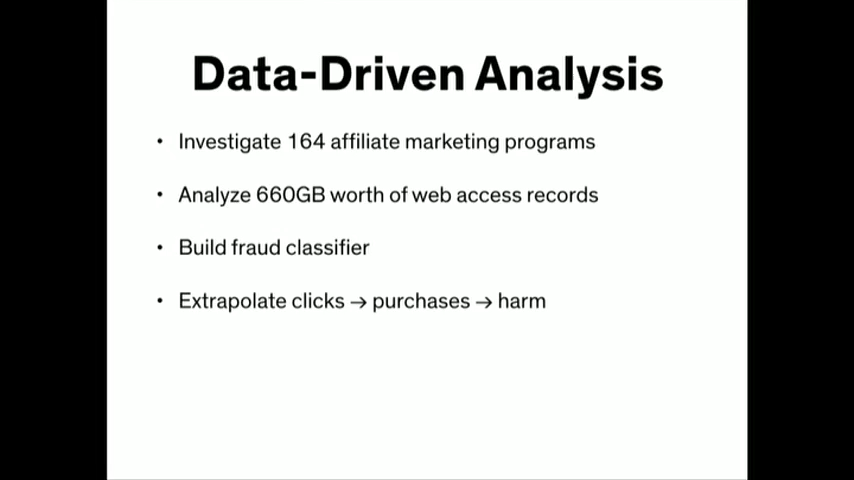 Data-Driven Analysis
• Investigate 164 affiliate marketing programs
• Analyze 660GB worth of web access records
• Build fraud classifier
• Extrapolate clicks → purchases → harm